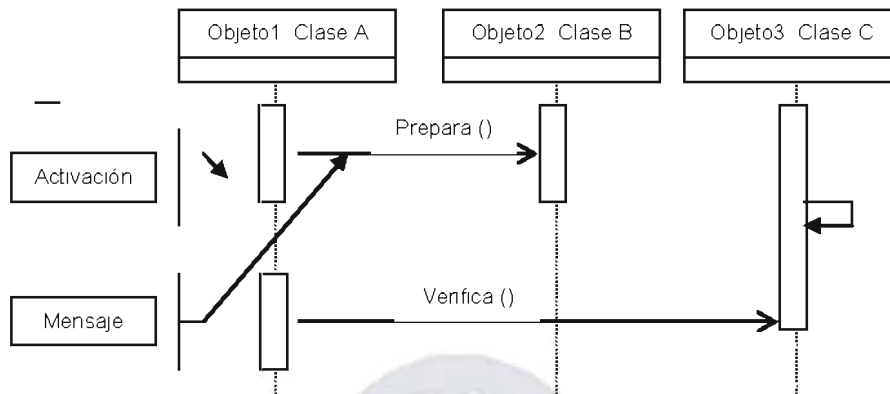 Objeto1 Clase A
Objeto2 Clase B
Objeto3 Clase C
Prepara ()
Activación
Verifica ()
Mensaje